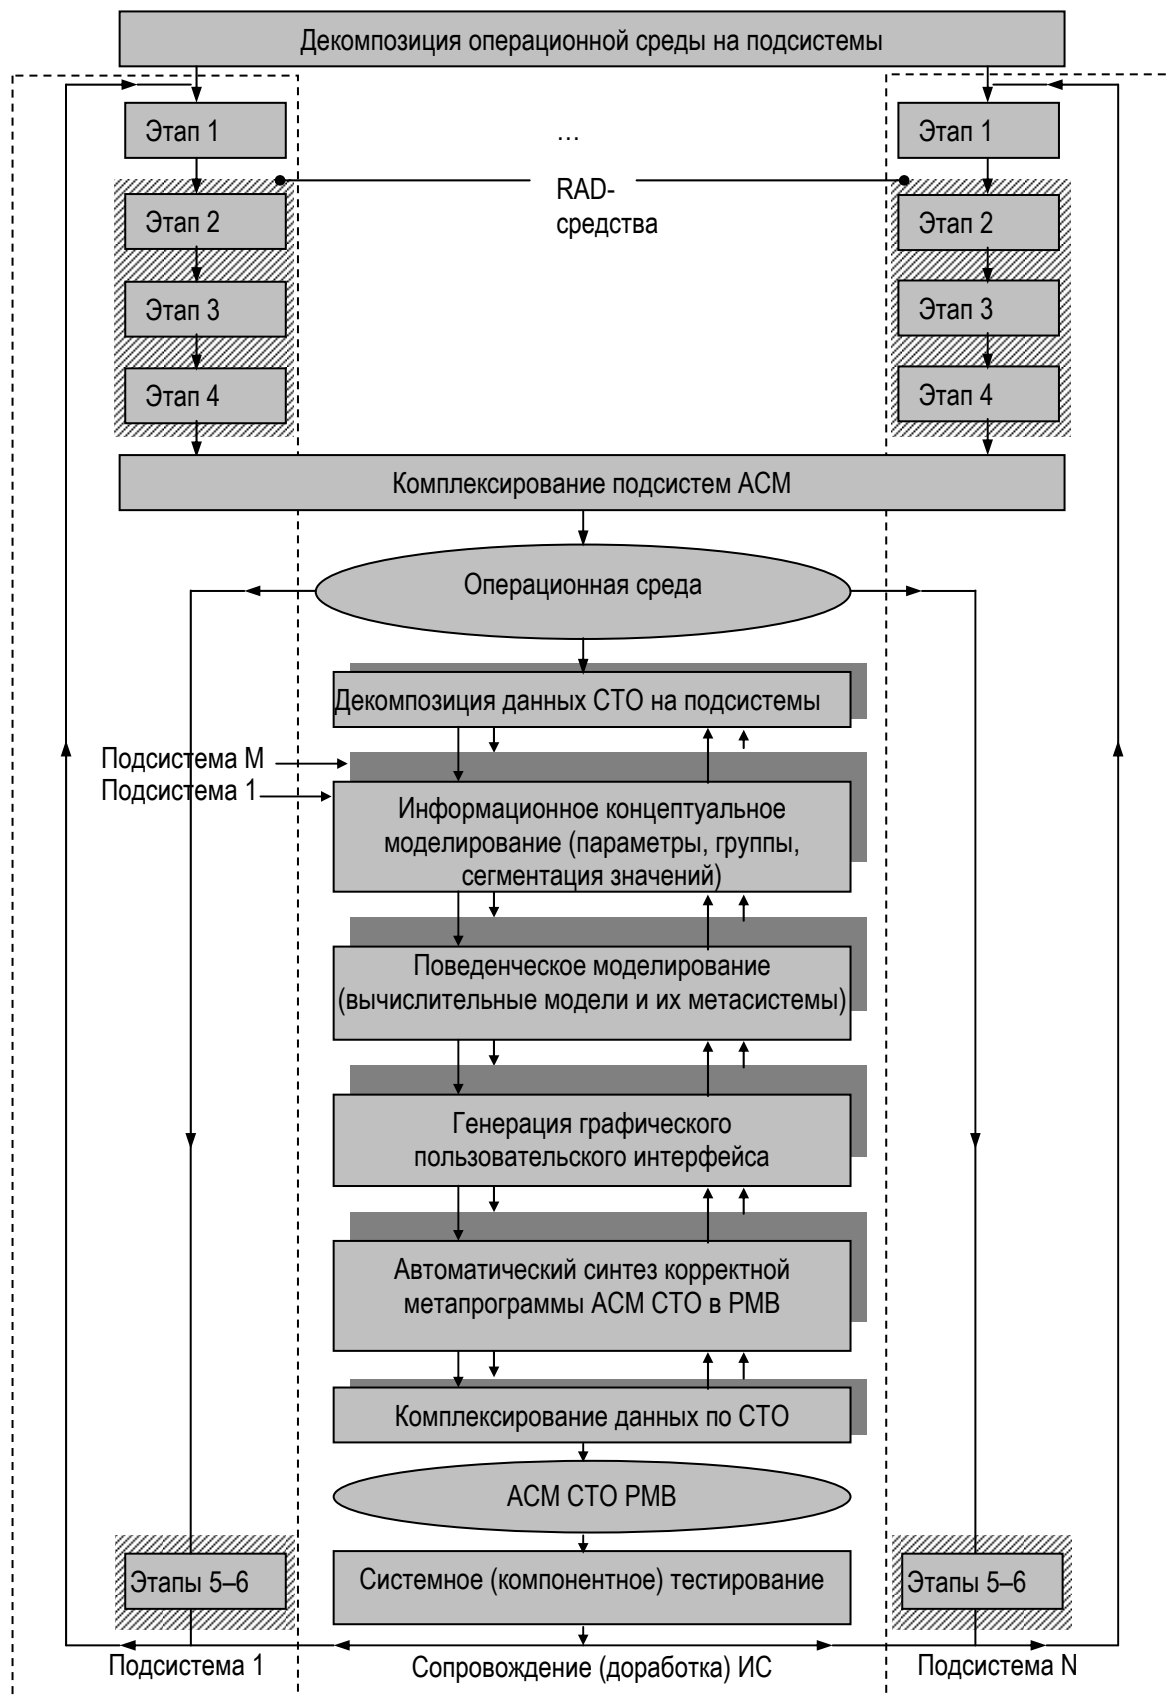 Декомпозиция операционной среды на подсистемы
Этап 1
...
Этап 1
RAD-
средства
Этап 2
Этап 2
Этап 3
Этап 3
Этап 4
Этап 4
Комплексирование подсистем АСМ
Операционная среда
Декомпозиция данных СТО на подсистемы
Подсистема М
Подсистема 1
Информационное концептуальное
моделирование (параметры, группы,
сегментация значений)
Поведенческое моделирование
(вычислительные модели и их метасистемы)
Генерация графического
пользовательского интерфейса
Автоматический синтез корректной
метапрограммы АСМ СТО в РМВ
Комплексирование данных по СТО
АСМ СТО РМВ
Этапы 5–6
Системное (компонентное) тестирование
Этапы 5–6
Подсистема 1
Сопровождение (доработка) ИС
Подсистема N